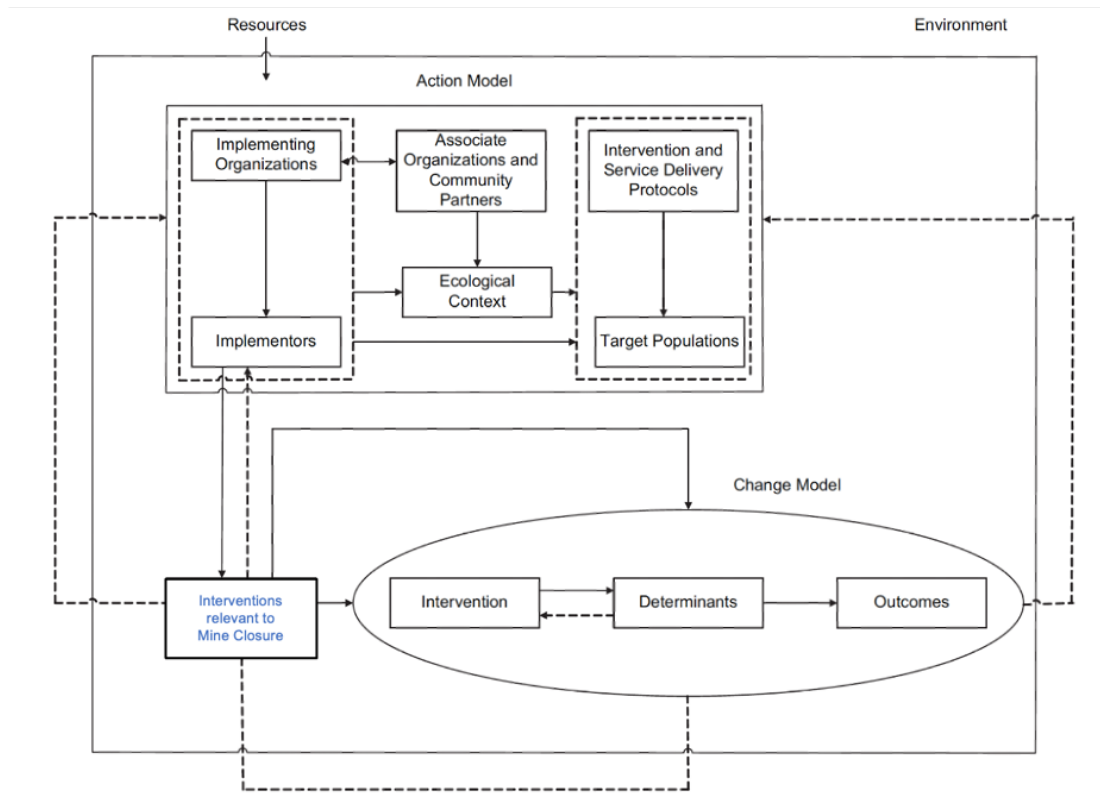 Resources
Environment
Action Model
Implementing
Organizations
Associate
Organizations and
Community
Partners
Intervention and
Service Delivery
Protocols
Ecological
Context
Implementors
Target Populations
Change Model
Interventions
relevant to
Mine Closure
Intervention
Determinants
Outcomes